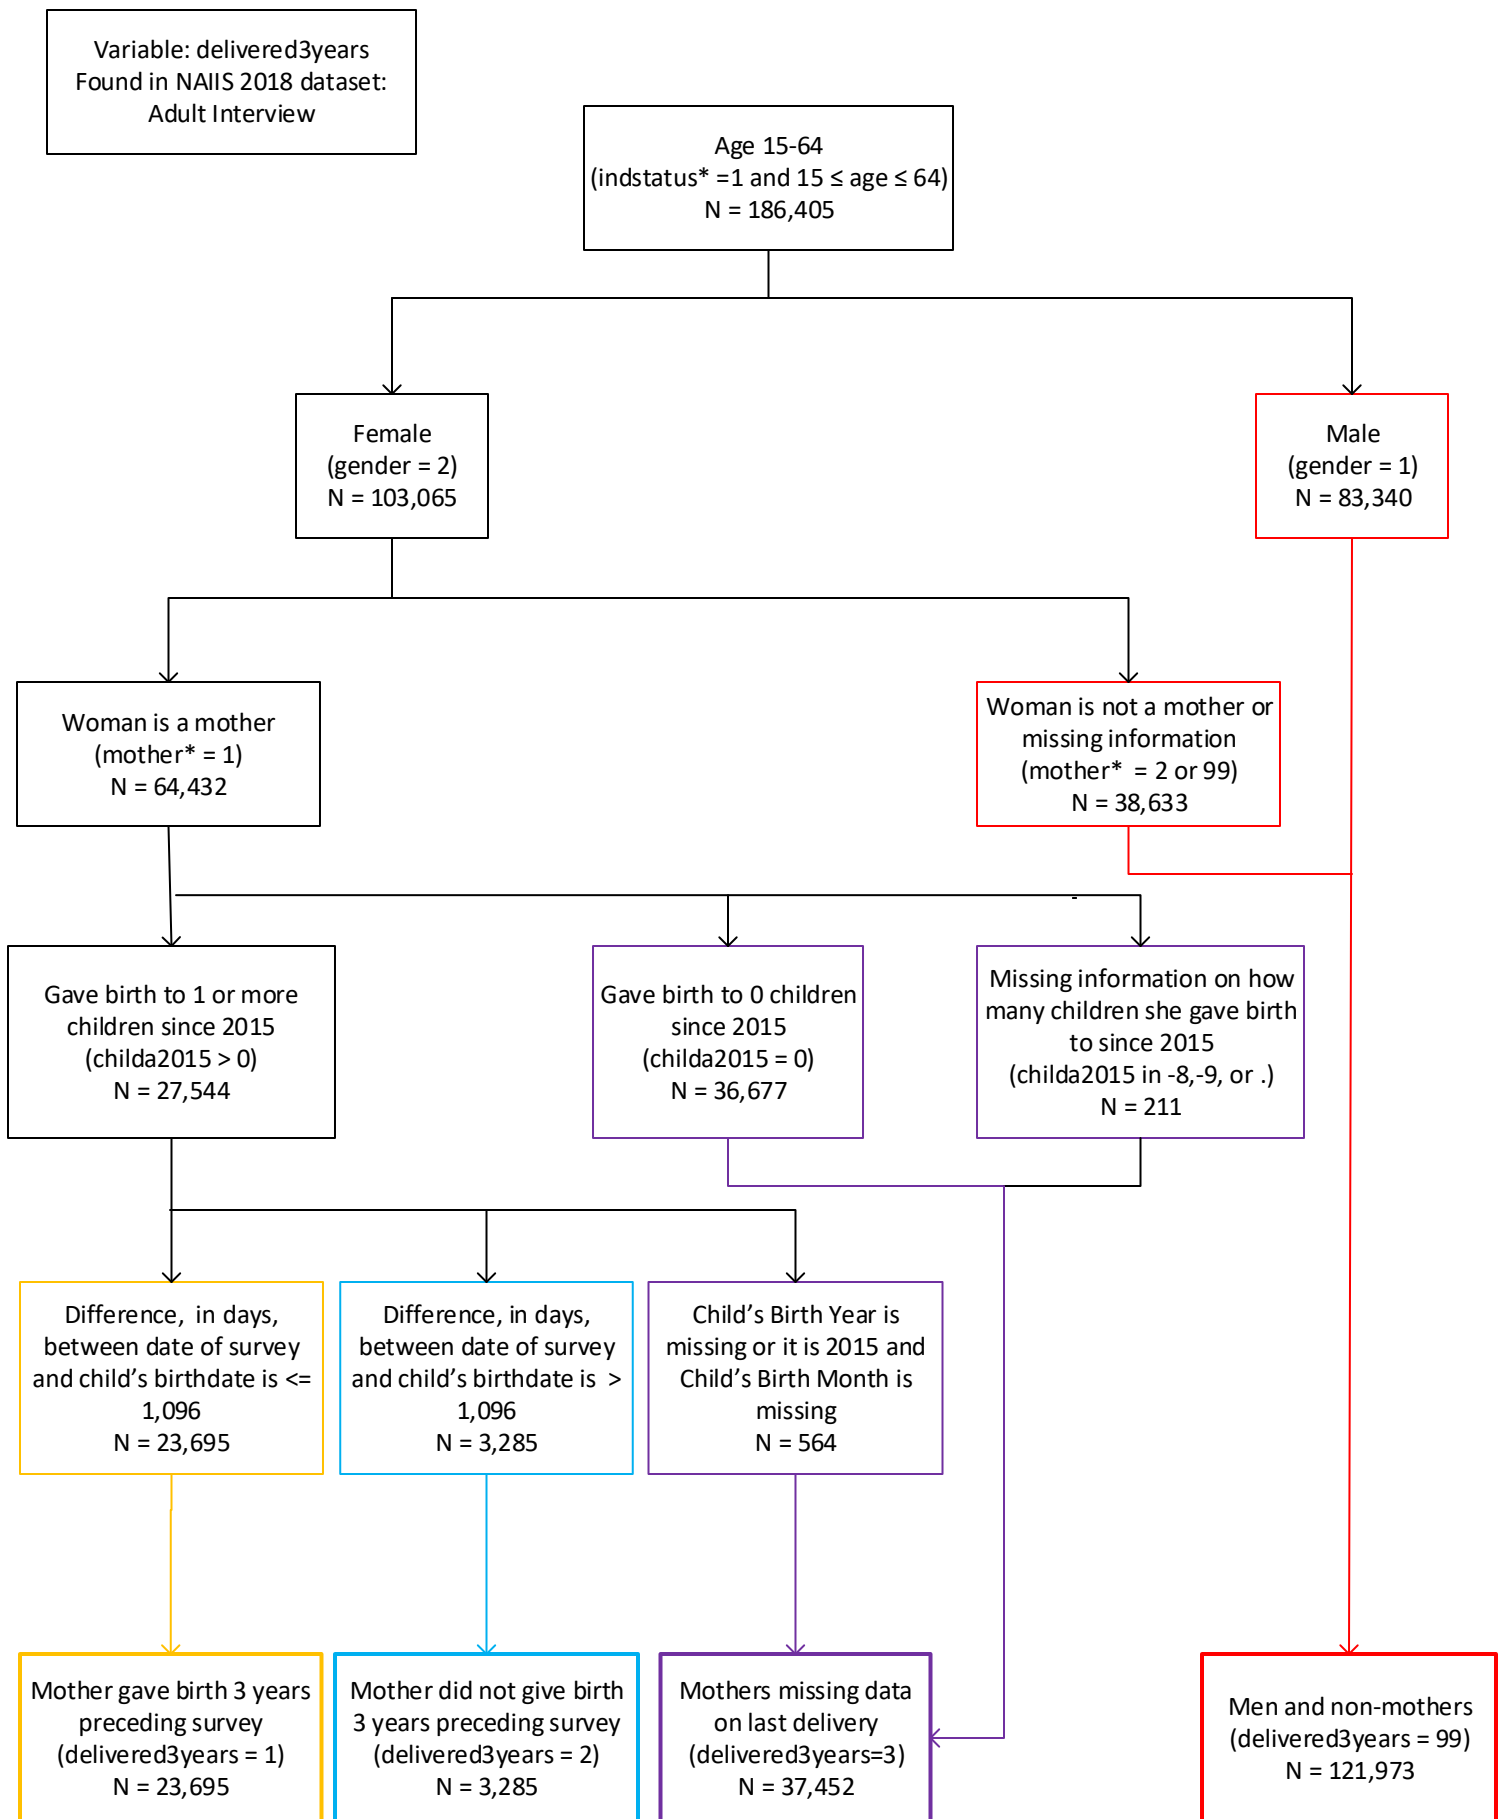 Variable: delivered3years
Found in NAIIS 2018 dataset:
Adult Interview
Age 15-64
(indstatus* =1 and 15 ≤ age ≤ 64)
N = 186,405
Female
(gender = 2)
N = 103,065
Male
(gender = 1)
N = 83,340
Woman is a mother
(mother* = 1)
N = 64,432
Woman is not a mother or
missing information
(mother* = 2 or 99)
N = 38,633
Gave birth to 1 or more
children since 2015
(childa2015 > 0)
N = 27,544
Gave birth to 0 children
since 2015
(childa2015 = 0)
N = 36,677
-
Missing information on how
many children she gave birth
to since 2015
(childa2015 in -8,-9, or .)
N = 211
Difference, in days,
between date of survey
and child’s birthdate is <=
1,096
N = 23,695
Difference, in days,
between date of survey
and child’s birthdate is >
1,096
N = 3,285
Child’s Birth Year is
missing or it is 2015 and
Child’s Birth Month is
missing
N = 564
Mother gave birth 3 years
preceding survey
(delivered3years = 1)
N = 23,695
Mother did not give birth
3 years preceding survey
(delivered3years = 2)
N = 3,285
Mothers missing data
on last delivery
(delivered3years=3)
N = 37,452
Men and non-mothers
(delivered3years = 99)
N = 121,973